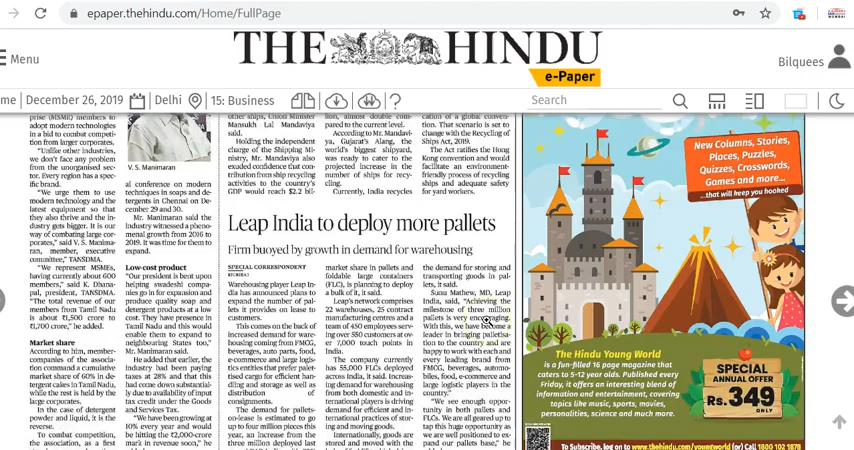 epaper.thehindu.com/Home/FullPage
Menu
THE HINDU
e-Paper
Bilquees
me
December 26, 2019
Delhi
15: Business
Search
prise (MSME) members to
adopt modern technologies
in a bid to combat competi-
tion from larger corporates.
"Unlike other industries,
we don't face any problem
from the unorganised sec-
tor. Every region has a spe-
cific brand.
"We urge them to use
modern technology and the
latest equipment so that
they also thrive and the in-
dustry gets bigger. It is our
way of combating large cor-
porates," said V. S. Manima-
ran, member, executive
committee," TANSDMA.
"We represent MSMEs,
having currently about 600
members," said K. Dhana-
pal, president, TANSDMA.
"The total revenue of our
members from Tamil Nadu
is about ₹1,500 crore to
₹1,700 crore," he added.
Market share
According to him, member
companies of the associa-
tion command a cumulative
market share of 60% in de-
tergent cakes in Tamil Nadu,
while the rest is held by the
large corporates.
In the case of detergent
powder and liquid, it is the
reverse.
To combat competition,
the association, as a first
V. S. Manimaran
al conference on modern
techniques in soaps and de-
tergents in Chennai on De-
cember 29 and 30.
Mr. Manimaran said the
industry witnessed a pheno-
menal growth from 2016 to
2019. It was time for them to
expand.
Low-cost product
"Our president is bent upon
helping swadeshi compa-
nies go in for expansion and
produce quality soap and
detergent products at a low
cost. They have presence in
Tamil Nadu and this would
enable them to expand to
neighbouring States too,"
Mr. Manimaran said.
He added that earlier, the
industry had been paying
taxes at 28% and that this
had come down substantial-
ly due to availability of input
tax credit under the Goods
and Services Tax.
"We have been growing at
10% every year and would
be hitting the ₹2,000-crore
mark in revenue soon," he
other ships, Union Minister
Mansukh Lal Mandaviya
said.
Holding the independent
charge of the Shipping Mi-
nistry, Mr. Mandaviya also
exuded confidence that con-
tribution from ship recycling
activities to the country's
GDP would reach $2.2 bil-
lion, almost double com-
pared to the current level.
According to Mr. Mandavi-
ya, Gujarat's Alang, the
world's biggest shipyard,
was ready to cater to the
projected increase in the
number of ships for recy-
cling.
Currently, India recycles
cation of a global conven-
tion. That scenario is set to
change with the Recycling of
Ships Act, 2019.
The Act ratifies the Hong
Kong convention and would
facilitate an environment-
friendly process of recycling
ships and adequate safety
for yard workers.
Leap India to deploy more pallets
Firm buoyed by growth in demand for warehousing
SPECIAL CORRESPONDENT
MUMBAI
Warehousing player Leap In-
dia has announced plans to
expand the number of pal-
lets it provides on lease to
customers.
This comes on the back of
increased demand for ware-
housing coming from FMCG,
beverages, auto parts, food,
e-commerce and large logis-
tics entities that prefer palet-
tised cargo for efficient han-
dling and storage as well as
distribution of
consignments.
The demand for pallets-
on-lease is estimated to go
up to four million pieces this
year, an increase from the
three million deployed last
market share in pallets and
foldable large containers
(FLC), is planning to deploy
a bulk of it, it said.
Leap's network comprises
22 warehouses, 25 contract
manufacturing centres and a
team of 450 employees serv-
ing over 550 customers at ov-
er 7,000 touch points in
India.
The company currently
has 55,000 FLCs deployed
across India, it said. Increas-
ing demand for warehousing
from both domestic and in-
ternational players is driving
demand for efficient and in-
ternational practices of stor-
ing and moving goods.
Internationally, goods are
stored and moved with the
the demand for storing and
transporting goods in pal-
lets, it said.
Sunu Mathew, MD, Leap
India, said, "Achieving the
milestone of three million
pallets is very encouraging.
With this, we have become a
leader in bringing palletisa-
tion to the country and are
happy to work with each and
every leading brand from
FMCG, beverages, automo-
biles, food, e-commerce and
large logistic players in the
country."
"We see enough
opportunity in both pallets and
FLCs. We are all geared up to
tap this huge opportunity as
we are well positioned to ex-
pand our pallets base," he
New Columns, Stories,
Places, Puzzles,
Quizzes, Crosswords,
Games and more...
...that will keep you hooked
The Hindu Young World
is a fun-filled 16 page magazine that
caters to 5-12 year olds. Published every
Friday, it offers an interesting blend of
information and entertainment, covering
topics like music, sports, movies,
personalities, science and much more.
SPECIAL
ANNUAL OFFER
Rs.349
ONLY
To Subscribe, log on to www.thehindu.com/youngworld (or) Call 1800 102 1878